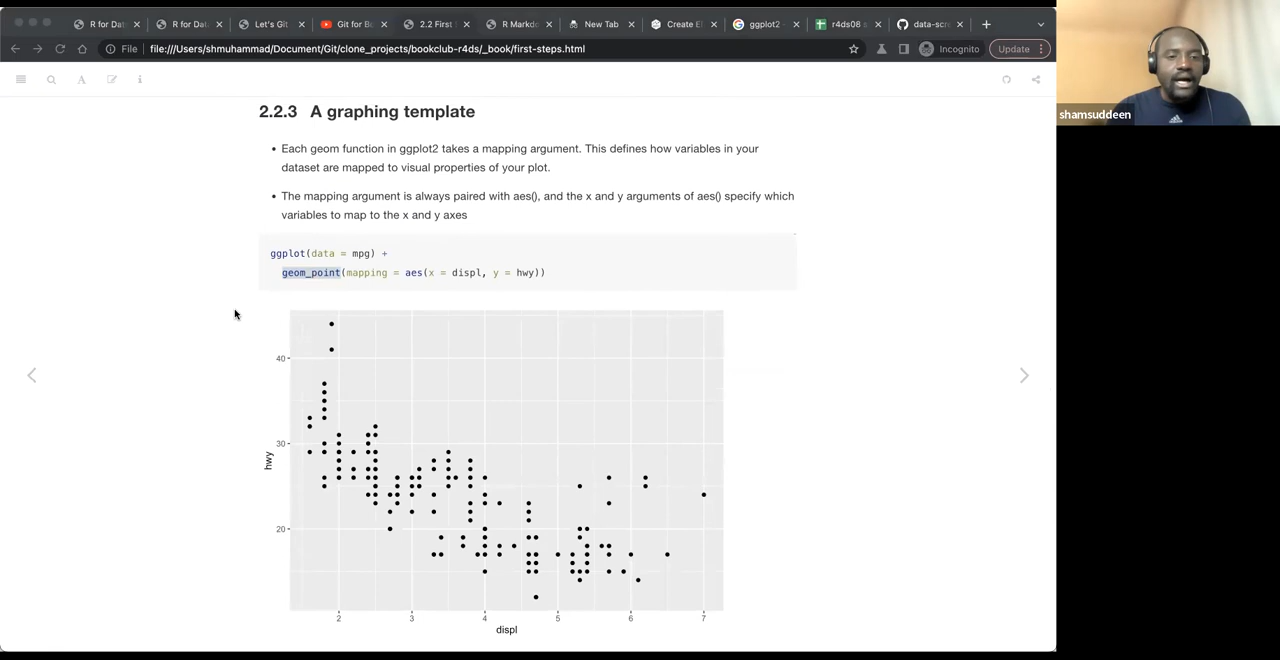 R for Dat
R for Dat
Let's Git
Git for Ba
2.2 First
R Markdo
New Tab
Create El
ggplot2 -
r4ds08 -
data-scre
File
file:///Users/shmuhammad/Document/Git/clone_projects/bookclub-r4ds/_book/first-steps.html
Incognito
Update
shamsuddeen
A
i
2.2.3 A graphing template
• Each geom function in ggplot2 takes a mapping argument. This defines how variables in your
dataset are mapped to visual properties of your plot.
• The mapping argument is always paired with aes(), and the x and y arguments of aes() specify which
variables to map to the x and y axes
ggplot(data = mpg) +
geom_point(mapping = aes(x = displ, y = hwy))
40
30
20
hwy
2
3
4
5
6
7
displ